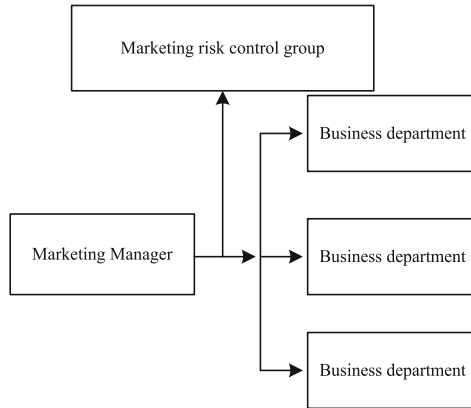 Marketing risk control group
Business department
Marketing Manager
Business department
Business department